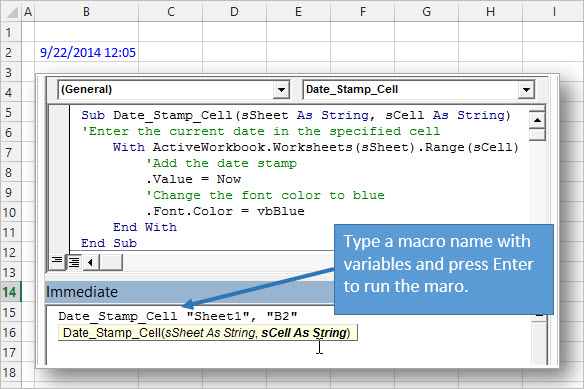 A B C D E F G H I
1
2 9/22/2014 12:05
3
4 (General) Date_Stamp_Cell
5 Sub Date_Stamp_Cell(sSheet As String, sCell As String)
6 'Enter the current date in the specified cell
7 With ActiveWorkbook.Worksheets(sSheet).Range(sCell)
8 'Add the date stamp
9 .Value = Now
'Change the font color to blue
10 .Font.Color = vbBlue
11 End With
12 End Sub
Type a macro name with
variables and press Enter
to run the maro.
13
14 Immediate
15 Date_Stamp_Cell "Sheet1", "B2"
16 Date_Stamp_Cell(sSheet As String, sCell As String)
17
18